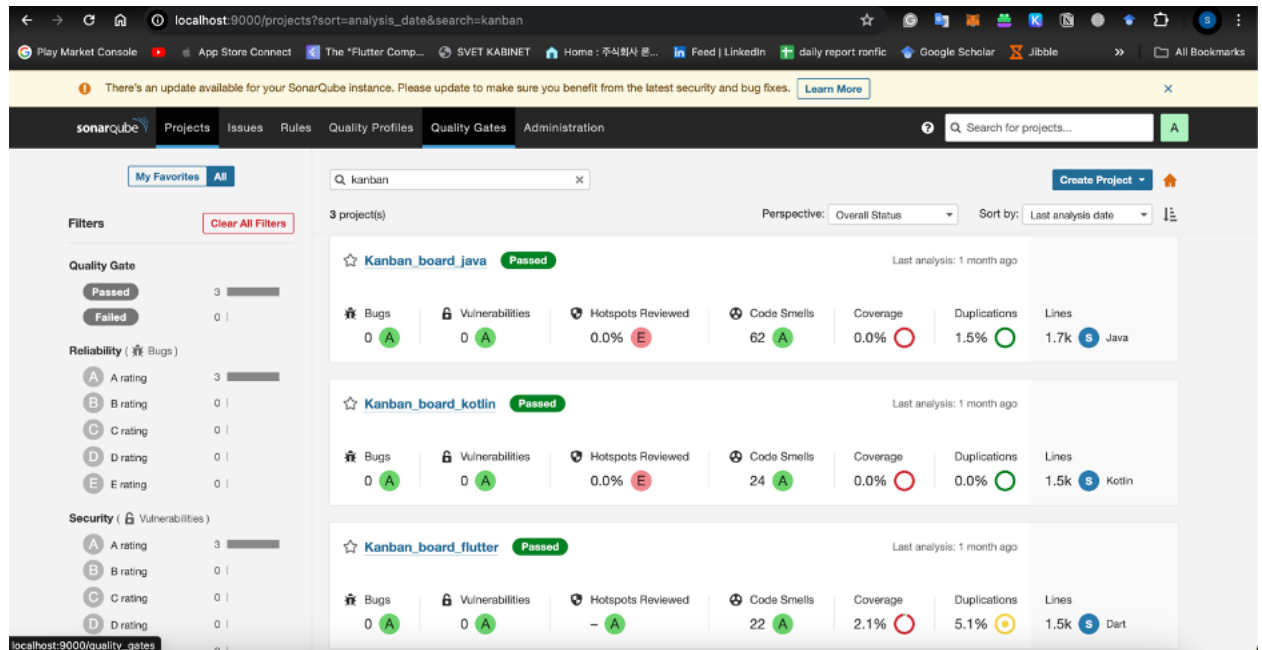 localhost:9000/projects?sort=analysis_date&search=kanban
Play Market Console App Store Connect The "Flutter Comp... SVET KABINET Home : 주식회사 폰... Feed | LinkedIn daily report ronfic Google Scholar Jibble » All Bookmarks
There's an update available for your SonarQube instance. Please update to make sure you benefit from the latest security and bug fixes. Learn More
sonarqube Projects Issues Rules Quality Profiles Quality Gates Administration Search for projects... A
My Favorites All kanban Create Project
Filters Clear All Filters 3 project(s) Perspective: Overall Status Sort by: Last analysis date
Quality Gate
Passed 3
Failed 0
Reliability ( Bugs )
A A rating 3
B B rating 0
C C rating 0
D D rating 0
E E rating 0
Security ( Vulnerabilities )
A A rating 3
B B rating 0
C C rating 0
D D rating 0
Kanban_board_java Passed Last analysis: 1 month ago
Bugs Vulnerabilities Hotspots Reviewed Code Smells Coverage Duplications Lines
0 A 0 A 0.0% E 62 A 0.0% 1.5% 1.7k S Java
Kanban_board_kotlin Passed Last analysis: 1 month ago
Bugs Vulnerabilities Hotspots Reviewed Code Smells Coverage Duplications Lines
0 A 0 A 0.0% E 24 A 0.0% 0.0% 1.5k S Kotlin
Kanban_board_flutter Passed Last analysis: 1 month ago
Bugs Vulnerabilities Hotspots Reviewed Code Smells Coverage Duplications Lines
0 A 0 A – A 22 A 2.1% 5.1% 1.5k S Dart
localhost:9000/quality_gates